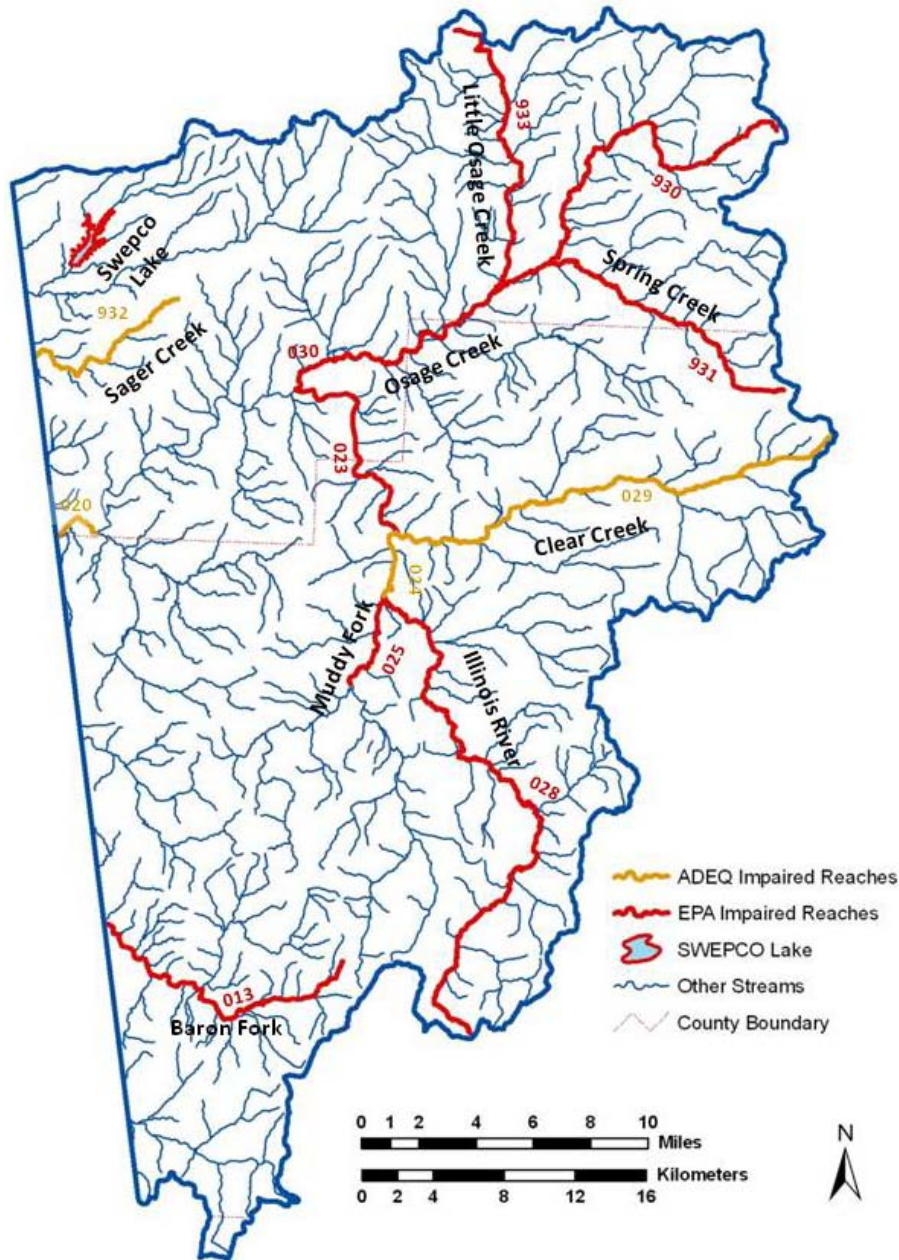 Little Osage Creek
933
930
Swepco
Lake
Spring Creek
932
Sager Creek
030
Osage Creek
931
023
020
029
Clear Creek
024
Muddy Fork
025
Illinois River
028
ADEQ Impaired Reaches
EPA Impaired Reaches
SWEPCO Lake
Other Streams
County Boundary
013
Baron Fork
0 1 2 4 6 8 10
Miles
Kilometers
0 2 4 8 12 16
N